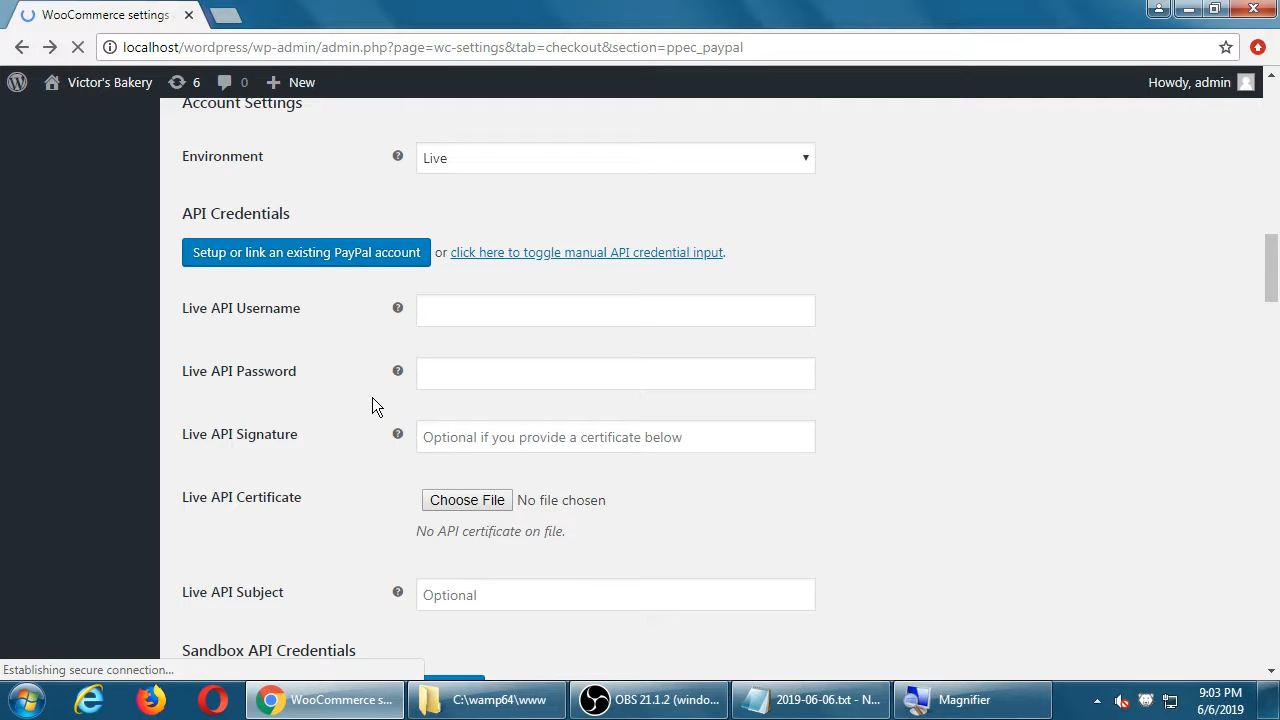 WooCommerce settings
localhost/wordpress/wp-admin/admin.php?page=wc-settings&tab=checkout&section=ppec_paypal
Victor's Bakery 6 0 New Howdy, admin
Account Settings
Environment Live
API Credentials
Setup or link an existing PayPal account or click here to toggle manual API credential input.
Live API Username
Live API Password
Live API Signature Optional if you provide a certificate below
Live API Certificate Choose File No file chosen
No API certificate on file.
Live API Subject Optional
Sandbox API Credentials
Establishing secure connection...
WooCommerce s... C:\wamp64\www OBS 21.1.2 (windo... 2019-06-06.txt - N... Magnifier 9:03 PM
6/6/2019